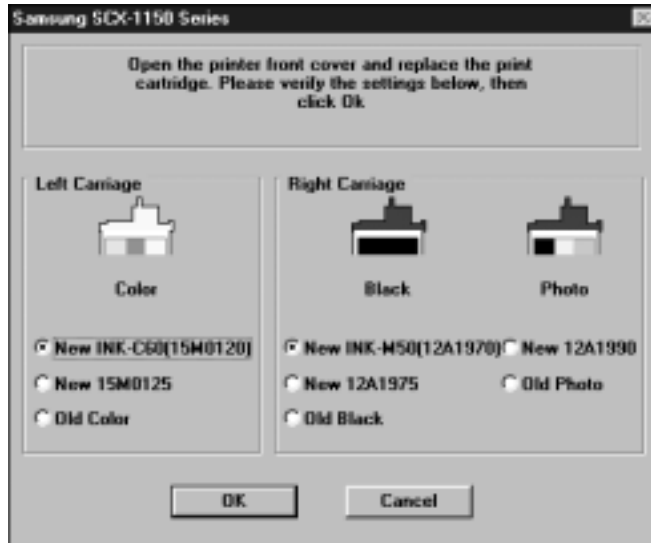 Samsung SCX-1150 Series
Open the printer front cover and replace the print
cartridge. Please verify the settings below, then
click Ok
Left Carriage
Color
New INK-C60(15M0120)
New 15M0125
Old Color
Right Carriage
Black
Photo
New INK-M50(12A1970)
New 12A1990
New 12A1975
Old Photo
Old Black
OK
Cancel